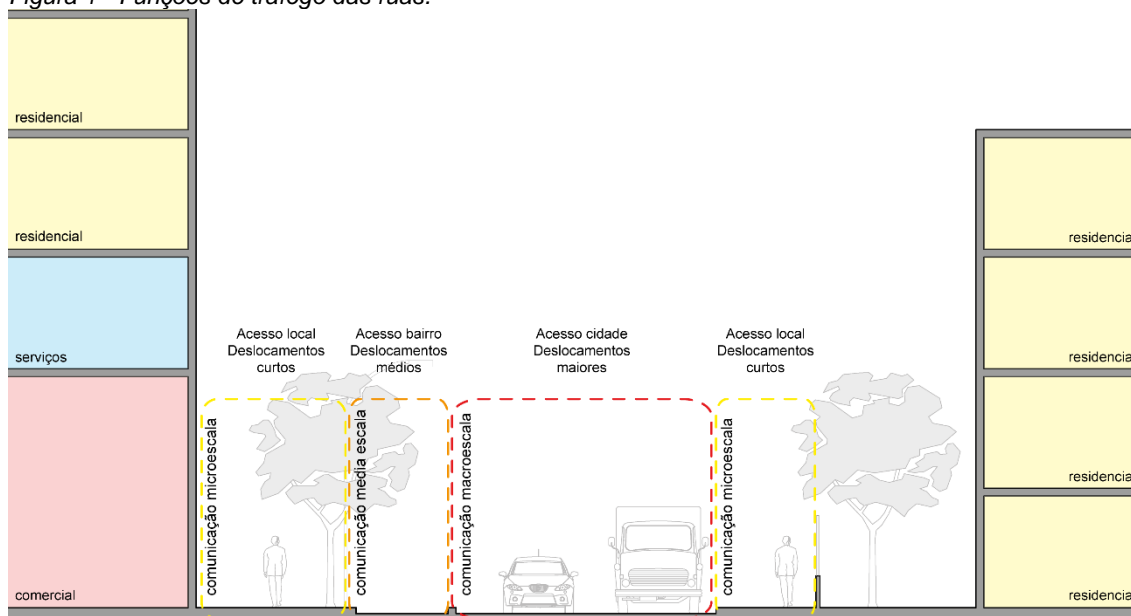 Figura - Funções do tráfego das ruas.
residencial
residencial
serviços
comercial
Acesso local
Deslocamentos
curtos
Acesso bairro
Deslocamentos
médios
Acesso cidade
Deslocamentos
maiores
Acesso local
Deslocamentos
curtos
comunicação microescala
comunicação media escala
comunicação macroescala
comunicação microescala
residencia
residencia
residencia
residencia